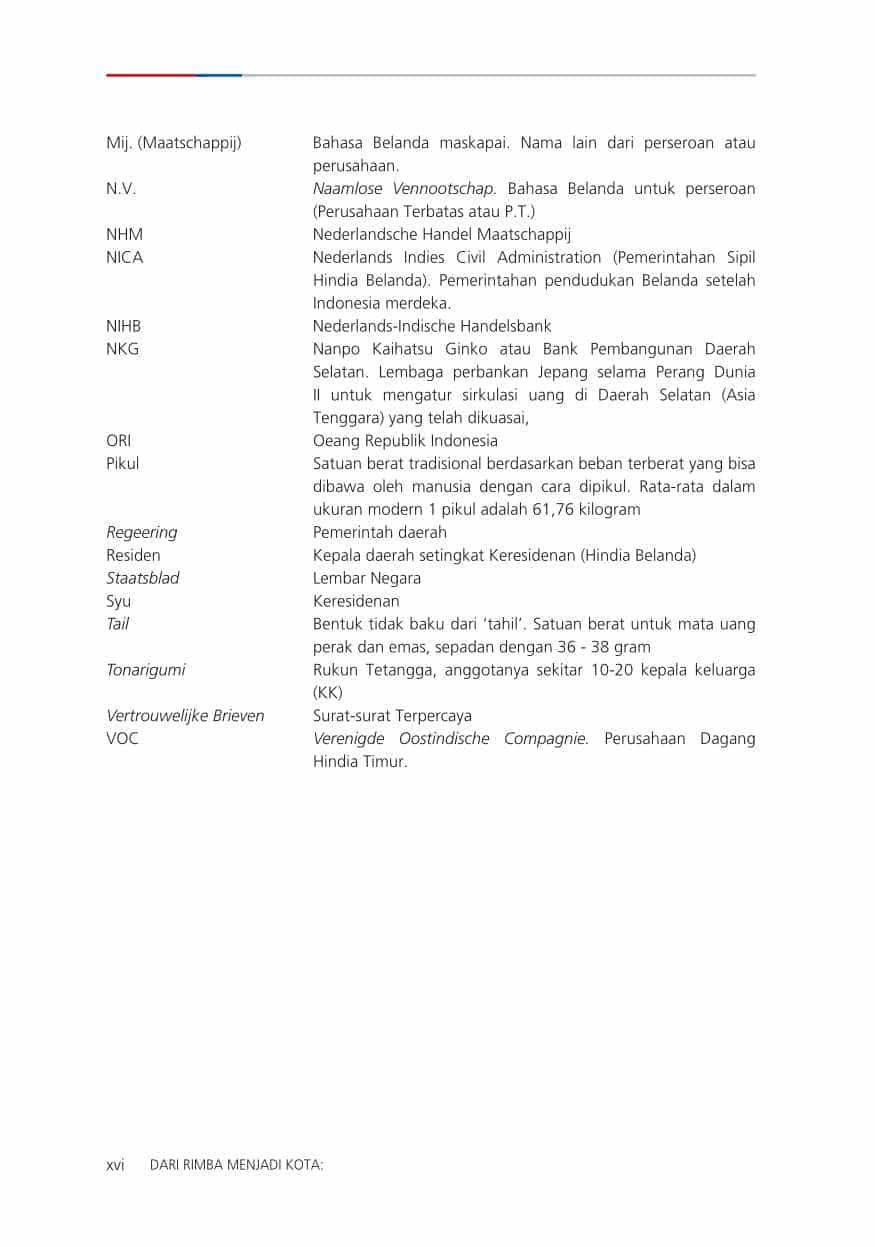 Mij. (Maatschappij) Bahasa Belanda maskapai. Nama lain dari perseroan atau
perusahaan.
N.V. Naamlose Vennootschap. Bahasa Belanda untuk perseroan
(Perusahaan Terbatas atau P.T.)
NHM Nederlandsche Handel Maatschappij
NICA Nederlands Indies Civil Administration (Pemerintahan Sipil
Hindia Belanda). Pemerintahan pendudukan Belanda setelah
Indonesia merdeka.
NIHB Nederlands-Indische Handelsbank
NKG Nanpo Kaihatsu Ginko atau Bank Pembangunan Daerah
Selatan. Lembaga perbankan Jepang selama Perang Dunia
II untuk mengatur sirkulasi uang di Daerah Selatan (Asia
Tenggara) yang telah dikuasai,
ORI Oeang Republik Indonesia
Pikul Satuan berat tradisional berdasarkan beban terberat yang bisa
dibawa oleh manusia dengan cara dipikul. Rata-rata dalam
ukuran modern 1 pikul adalah 61,76 kilogram
Regeering Pemerintah daerah
Residen Kepala daerah setingkat Keresidenan (Hindia Belanda)
Staatsblad Lembar Negara
Syu Keresidenan
Tail Bentuk tidak baku dari ‘tahil’. Satuan berat untuk mata uang
perak dan emas, sepadan dengan 36 - 38 gram
Tonarigumi Rukun Tetangga, anggotanya sekitar 10-20 kepala keluarga
(KK)
Vertrouwelijke Brieven Surat-surat Terpercaya
VOC Verenigde Oostindische Compagnie. Perusahaan Dagang
Hindia Timur.
xvi DARI RIMBA MENJADI KOTA: